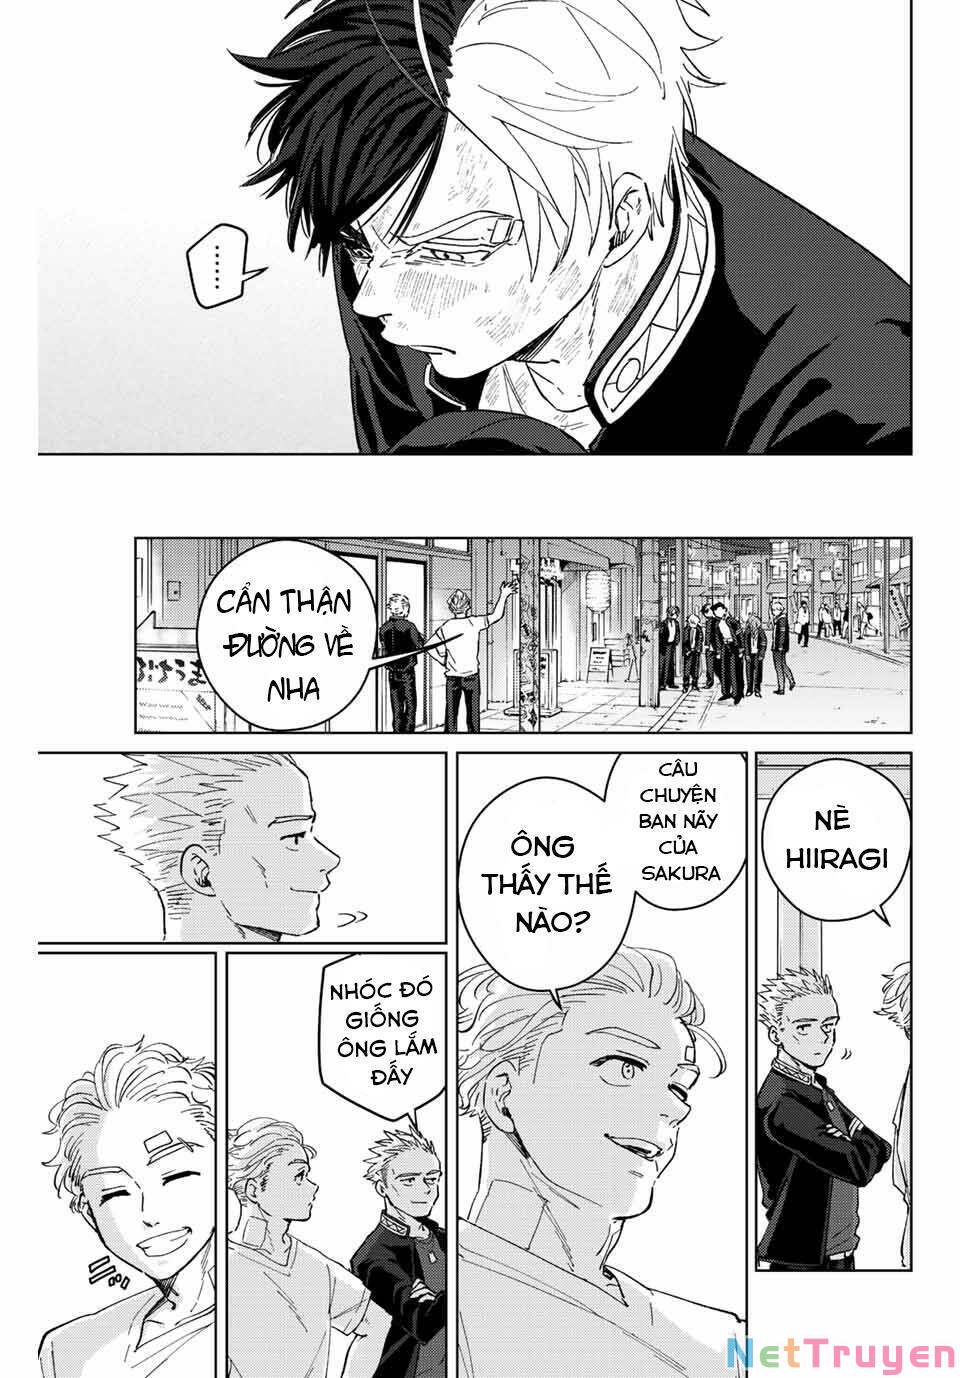 ......
CẨN THẬN
ĐƯỜNG VỀ
NHA
NÈ
HIIRAGI
CÂU
CHUYỆN
BAN NÃY
CỦA
SAKURA
ÔNG
THẤY THẾ
NÀO?
NHÓC ĐÓ
GIỐNG
ÔNG LẮM
ĐẤY
NetTruyen